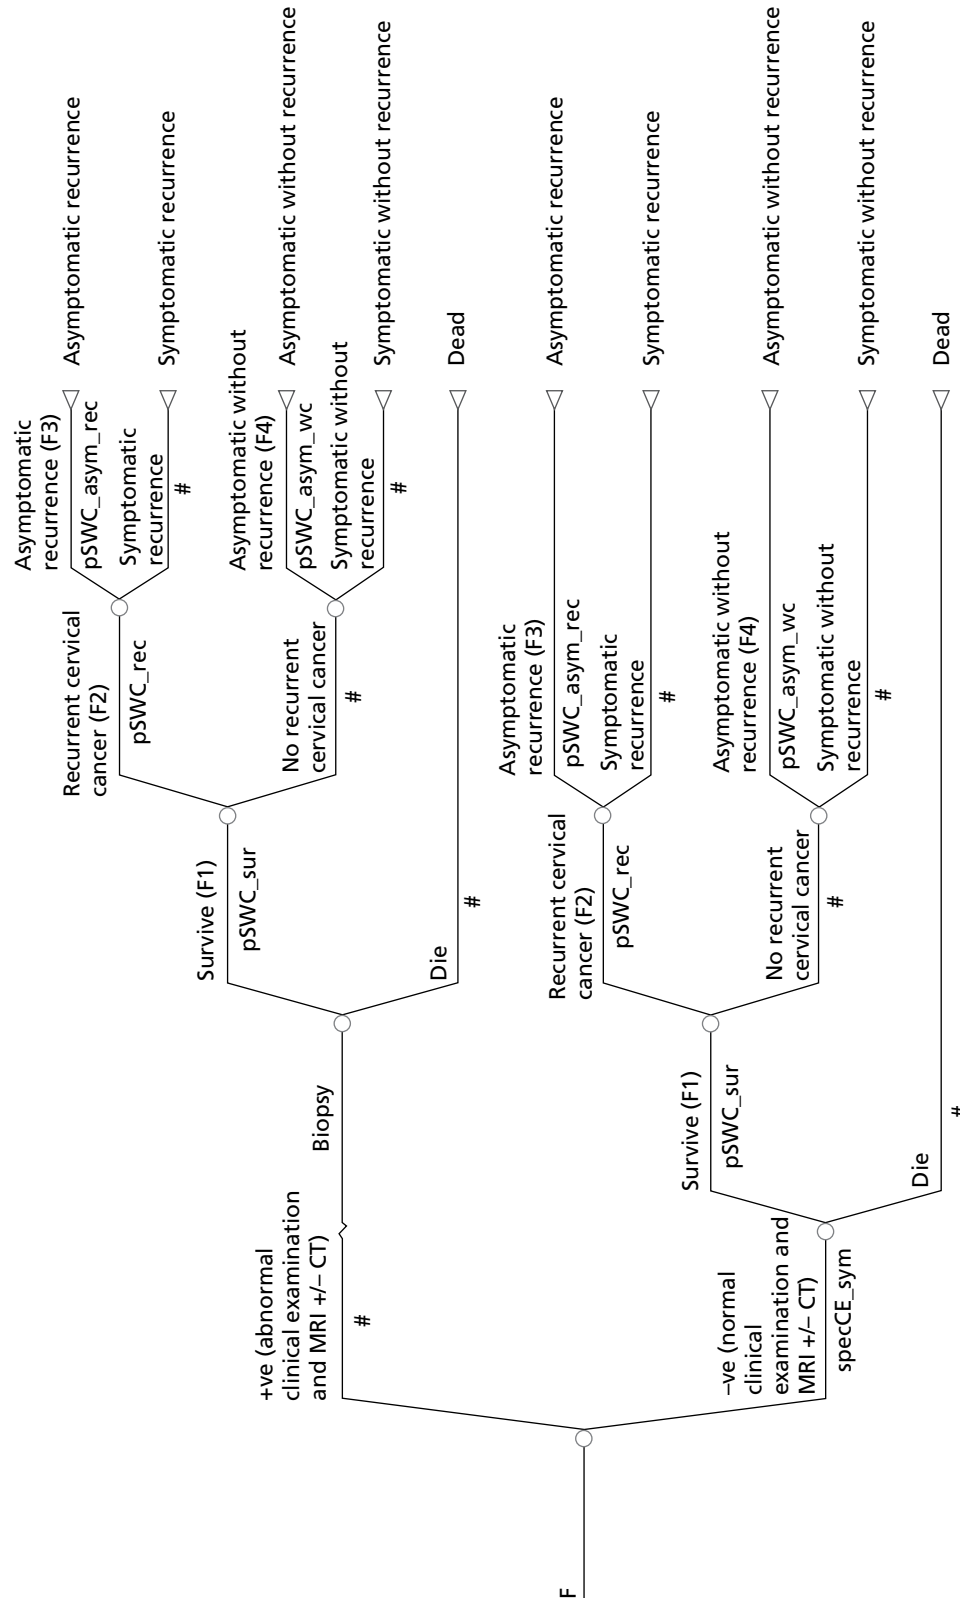 F
+ve (abnormal
clinical examination
and MRI +/– CT)
#
Biopsy
Survive (F1)
pSWC_sur
Recurrent cervical
cancer (F2)
pSWC_rec
Asymptomatic
recurrence (F3)
pSWC_asym_rec
Asymptomatic recurrence
Symptomatic
recurrence
#
Symptomatic recurrence
No recurrent
cervical cancer
#
Asymptomatic without
recurrence (F4)
pSWC_asym_wc
Asymptomatic without recurrence
Symptomatic without
recurrence
#
Symptomatic without recurrence
Die
#
Dead
–ve (normal
clinical
examination and
MRI +/– CT)
specCE_sym
Survive (F1)
pSWC_sur
Recurrent cervical
cancer (F2)
pSWC_rec
Asymptomatic
recurrence (F3)
pSWC_asym_rec
Asymptomatic recurrence
Symptomatic
recurrence
#
Symptomatic recurrence
No recurrent
cervical cancer
#
Asymptomatic without
recurrence (F4)
pSWC_asym_wc
Asymptomatic without recurrence
Symptomatic without
recurrence
#
Symptomatic without recurrence
Die
#
Dead